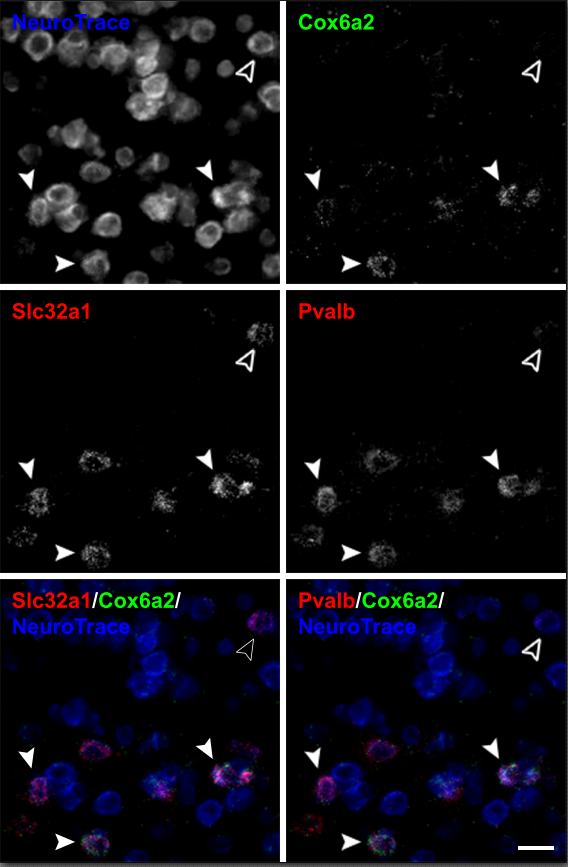 NeuroTrace
Cox6a2
Slc32a1
Pvalb
Slc32a1/Cox6a2/
NeuroTrace
Pvalb/Cox6a2/
NeuroTrace